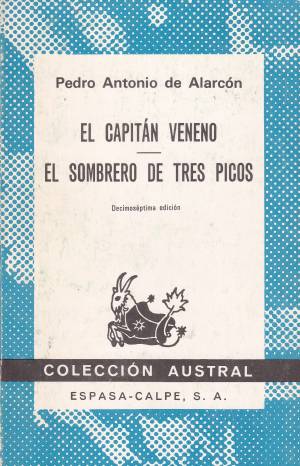 Pedro Antonio de Alarcón
EL CAPITÁN VENENO
EL SOMBRERO DE TRES PICOS
Decimoséptima edición
COLECCIÓN AUSTRAL
ESPASA-CALPE, S. A.